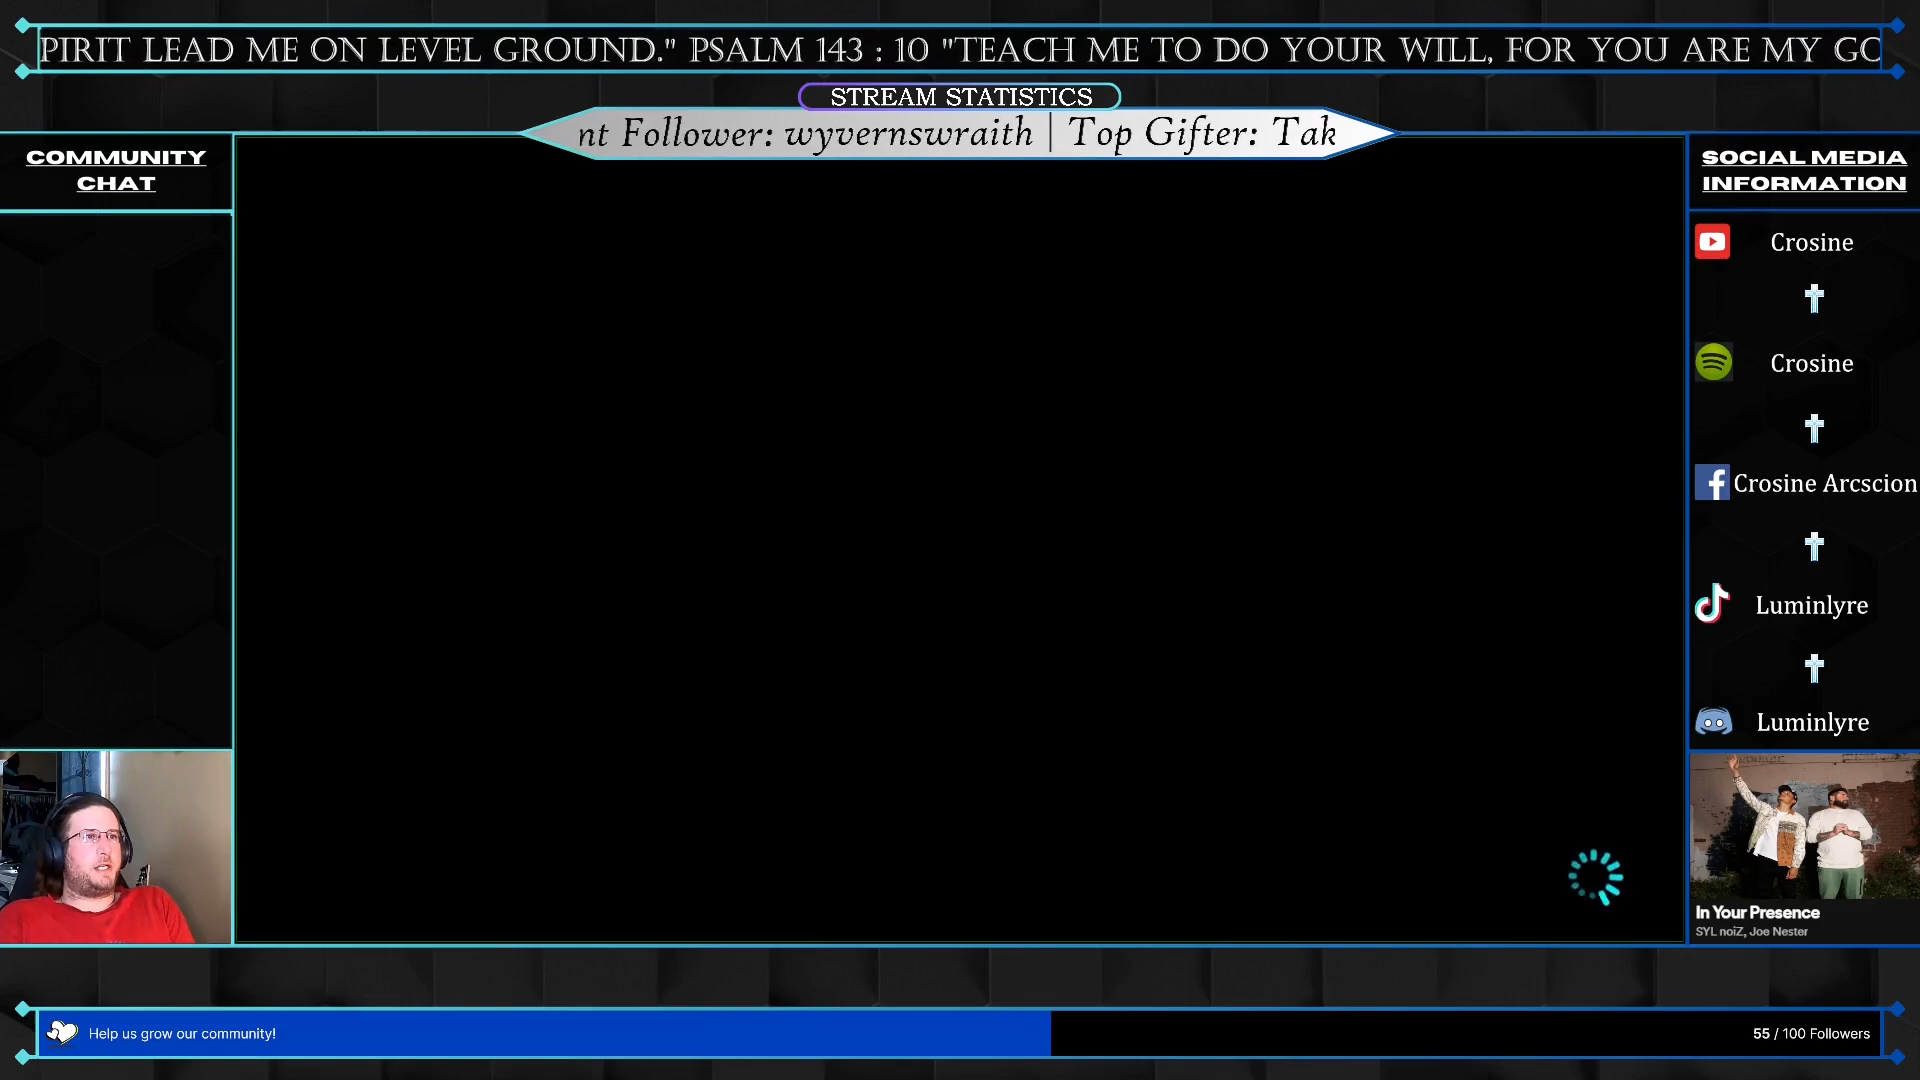 PIRIT LEAD ME ON LEVEL GROUND." PSALM 143 : 10 "TEACH ME TO DO YOUR WILL, FOR YOU ARE MY GO
STREAM STATISTICS
nt Follower: wyvernswraith | Top Gifter: Tak
COMMUNITY
CHAT
SOCIAL MEDIA
INFORMATION
Crosine
Crosine
Crosine Arcscion
Luminlyre
Luminlyre
In Your Presence
SYL noiZ, Joe Nester
Help us grow our community!
55 / 100 Followers